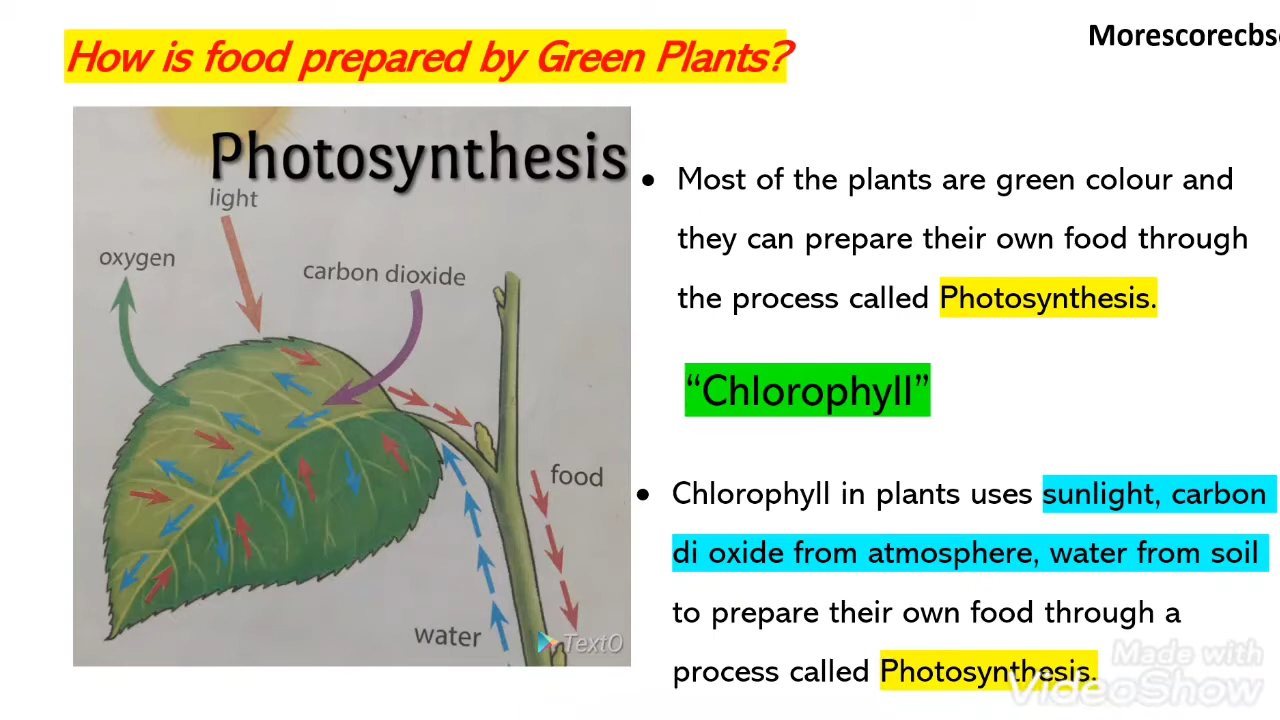 How is food prepared by Green Plants?
Morescorecbs
Photosynthesis
light
oxygen
carbon dioxide
food
water
TextO
• Most of the plants are green colour and
they can prepare their own food through
the process called Photosynthesis.
“Chlorophyll”
• Chlorophyll in plants uses sunlight, carbon
di oxide from atmosphere, water from soil
to prepare their own food through a
process called Photosynthesis.
Made with
VideoShow